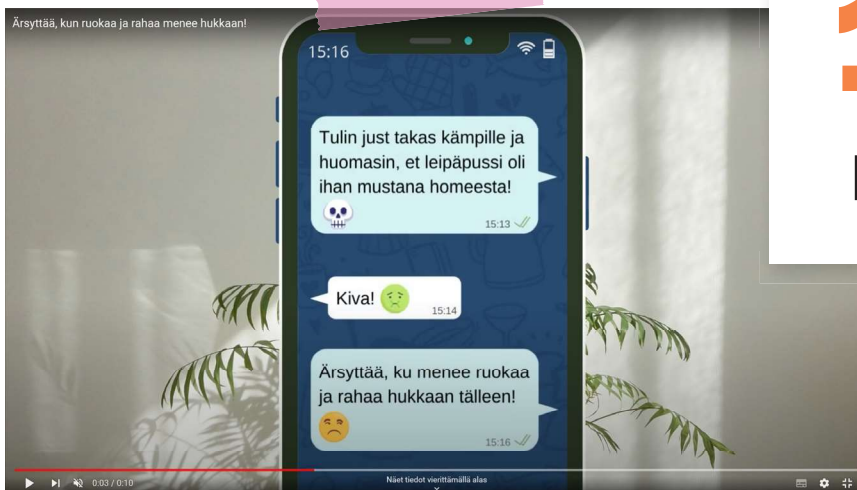 Ärsyttää, kun ruokaa ja rahaa menee hukkaan!
15:16
Tulin just takas kämpille ja
huomasin, et leipäpussi oli
ihan mustana homeesta!
15:13
Kiva!
15:14
Ärsyttää, ku menee ruokaa
ja rahaa hukkaan tälleen!
15:16
0:03 / 0:10
Näet tiedot vierittämällä alas